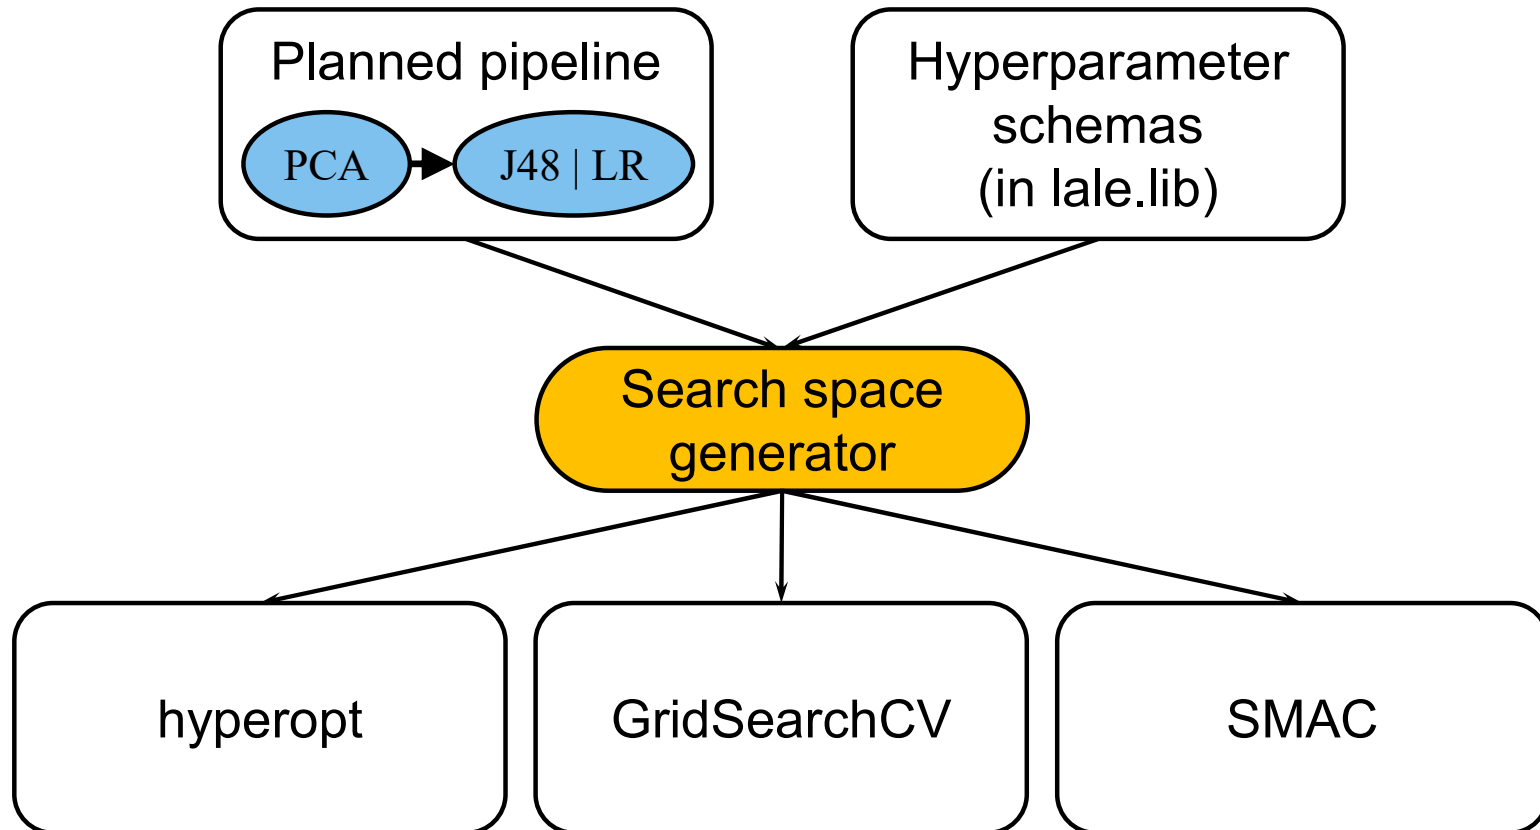 Planned pipeline
PCA
J48 | LR
Hyperparameter
schemas
(in lale.lib)
Search space
generator
hyperopt
GridSearchCV
SMAC